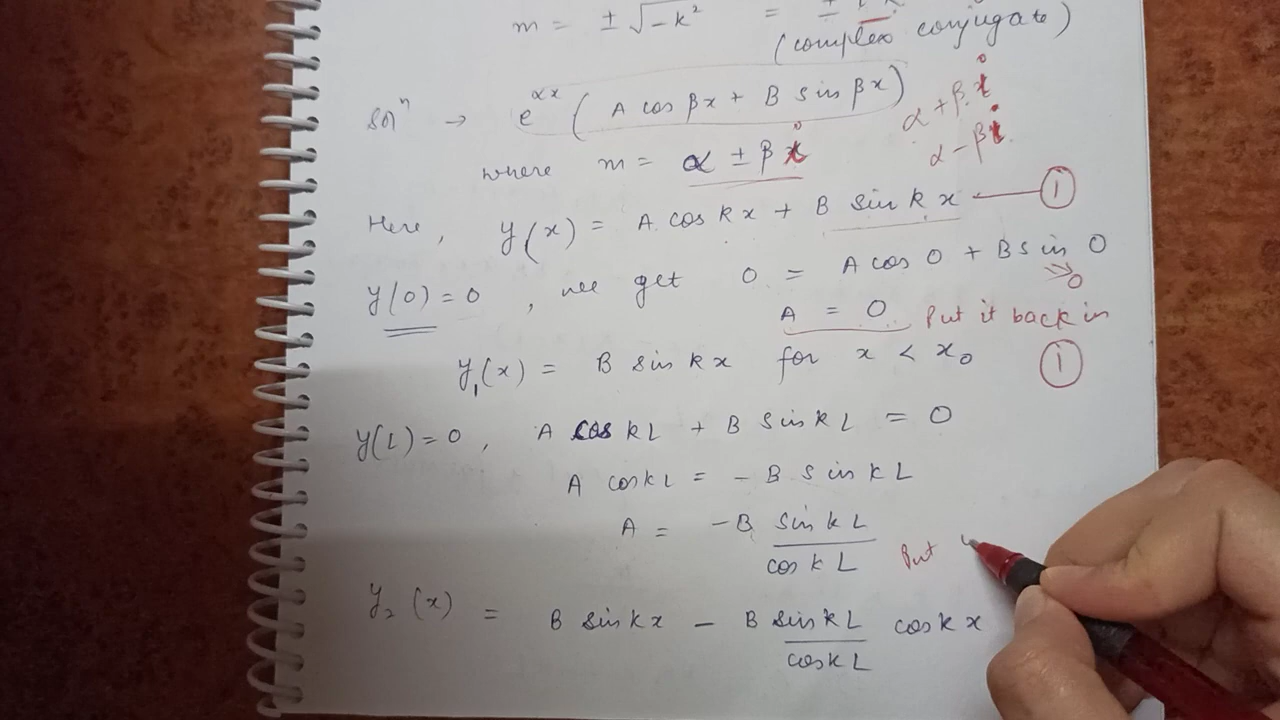 m = ± √-k² = ±
(complex conjugate)
solⁿ → e^αx ( A cos βx + B sin βx )
α + βi
α - βi
where m = α ± β i
Here, y(x) = A cos kx + B sin kx — ①
y(0) = 0 , we get 0 = A cos 0 + B sin 0
0
A = 0 Put it back in
①
y₁(x) = B sin kx for x < x₀
y(L) = 0 , A cos kL + B sin kL = 0
A cos kL = - B sin kL
A = -B sin kL / cos kL
Put
y₂(x) = B sin kx - B sin kL / cos kL cos kx